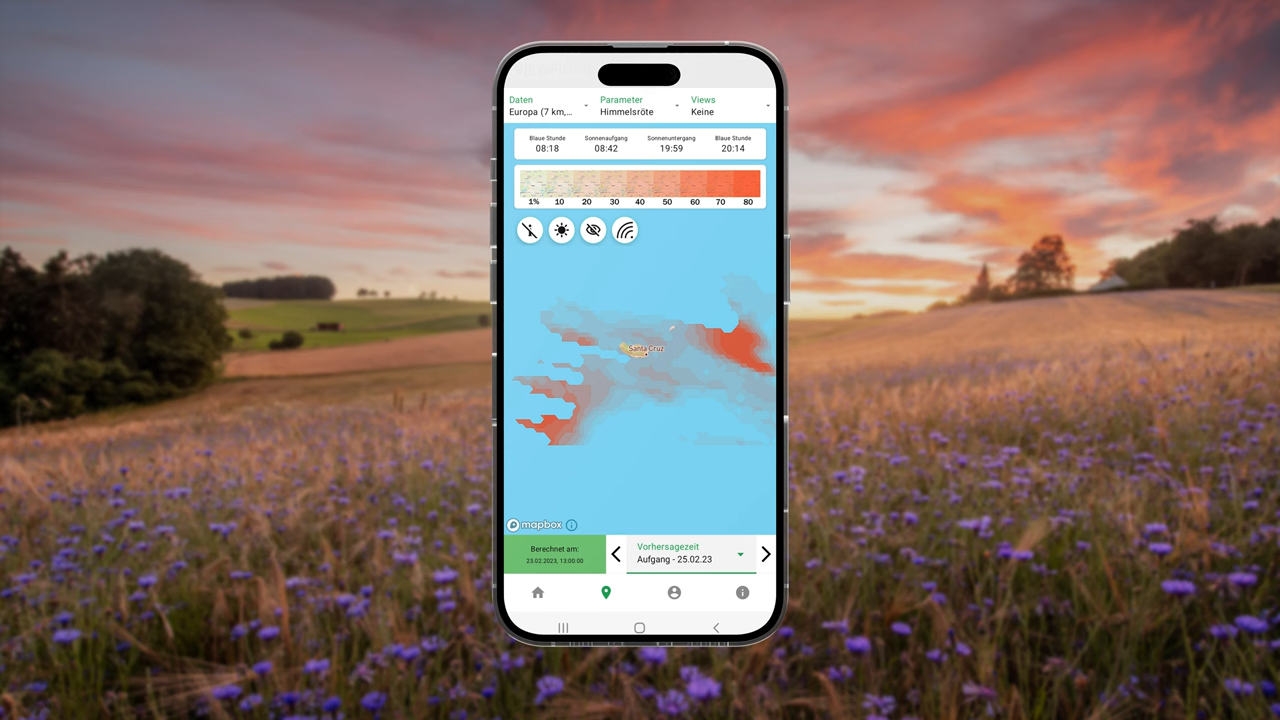 Daten
Parameter
Views
Europa (7 km,...
Himmelsröte
Keine
Blaue Stunde
Sonnenaufgang
Sonnenuntergang
Blaue Stunde
08:18
08:42
19:59
20:14
1% 10 20 30 40 50 60 70 80
Santa Cruz
mapbox
Berechnet am:
23.02.2023, 13:00:00
Vorhersagezeit
Aufgang - 25.02.23